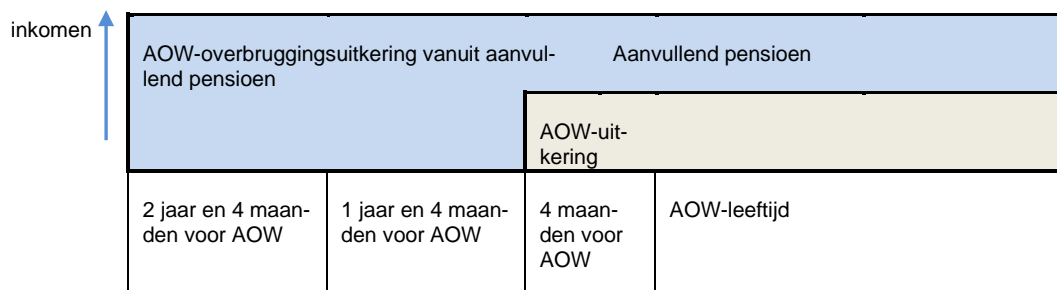 inkomen
AOW-overbruggingsuitkering vanuit aanvul-
lend pensioen
Aanvullend pensioen
AOW-uit-
kering
2 jaar en 4 maan-
den voor AOW
1 jaar en 4 maan-
den voor AOW
4 maan-
den voor
AOW
AOW-leeftijd